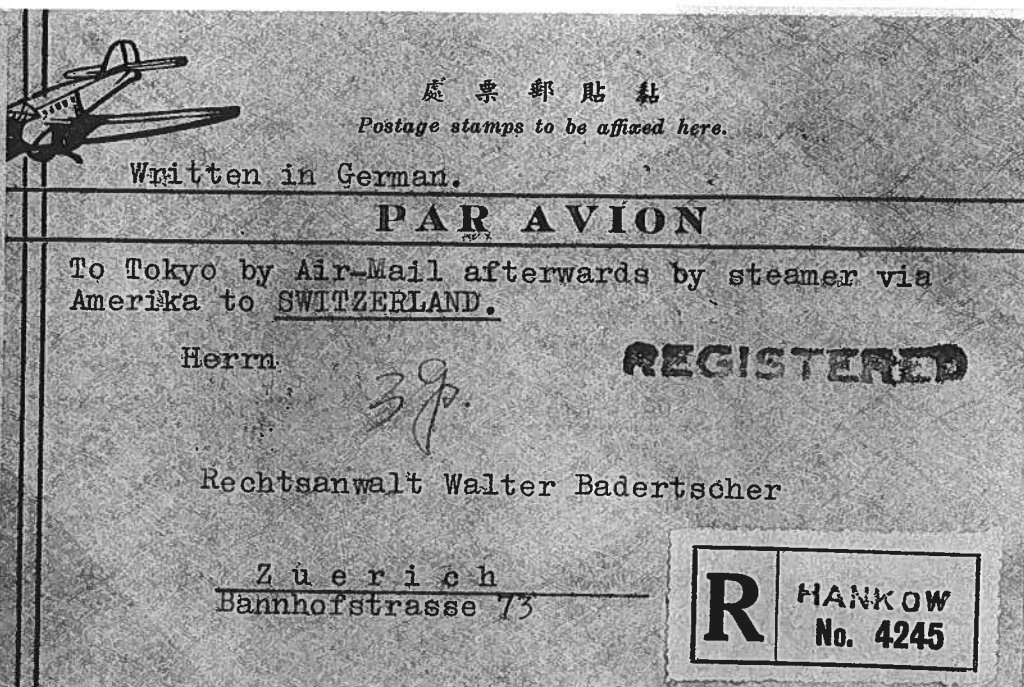 黏貼郵票處
Postage stamps to be affixed here.
Written in German.
PAR AVION
To Tokyo by Air-Mail afterwards by steamer via
Amerika to SWITZERLAND.
Herrn
REGISTERED
Rechtsanwalt Walter Badertscher
Zuerich
Bannhofstrasse 73
R
HANKOW
No. 4245